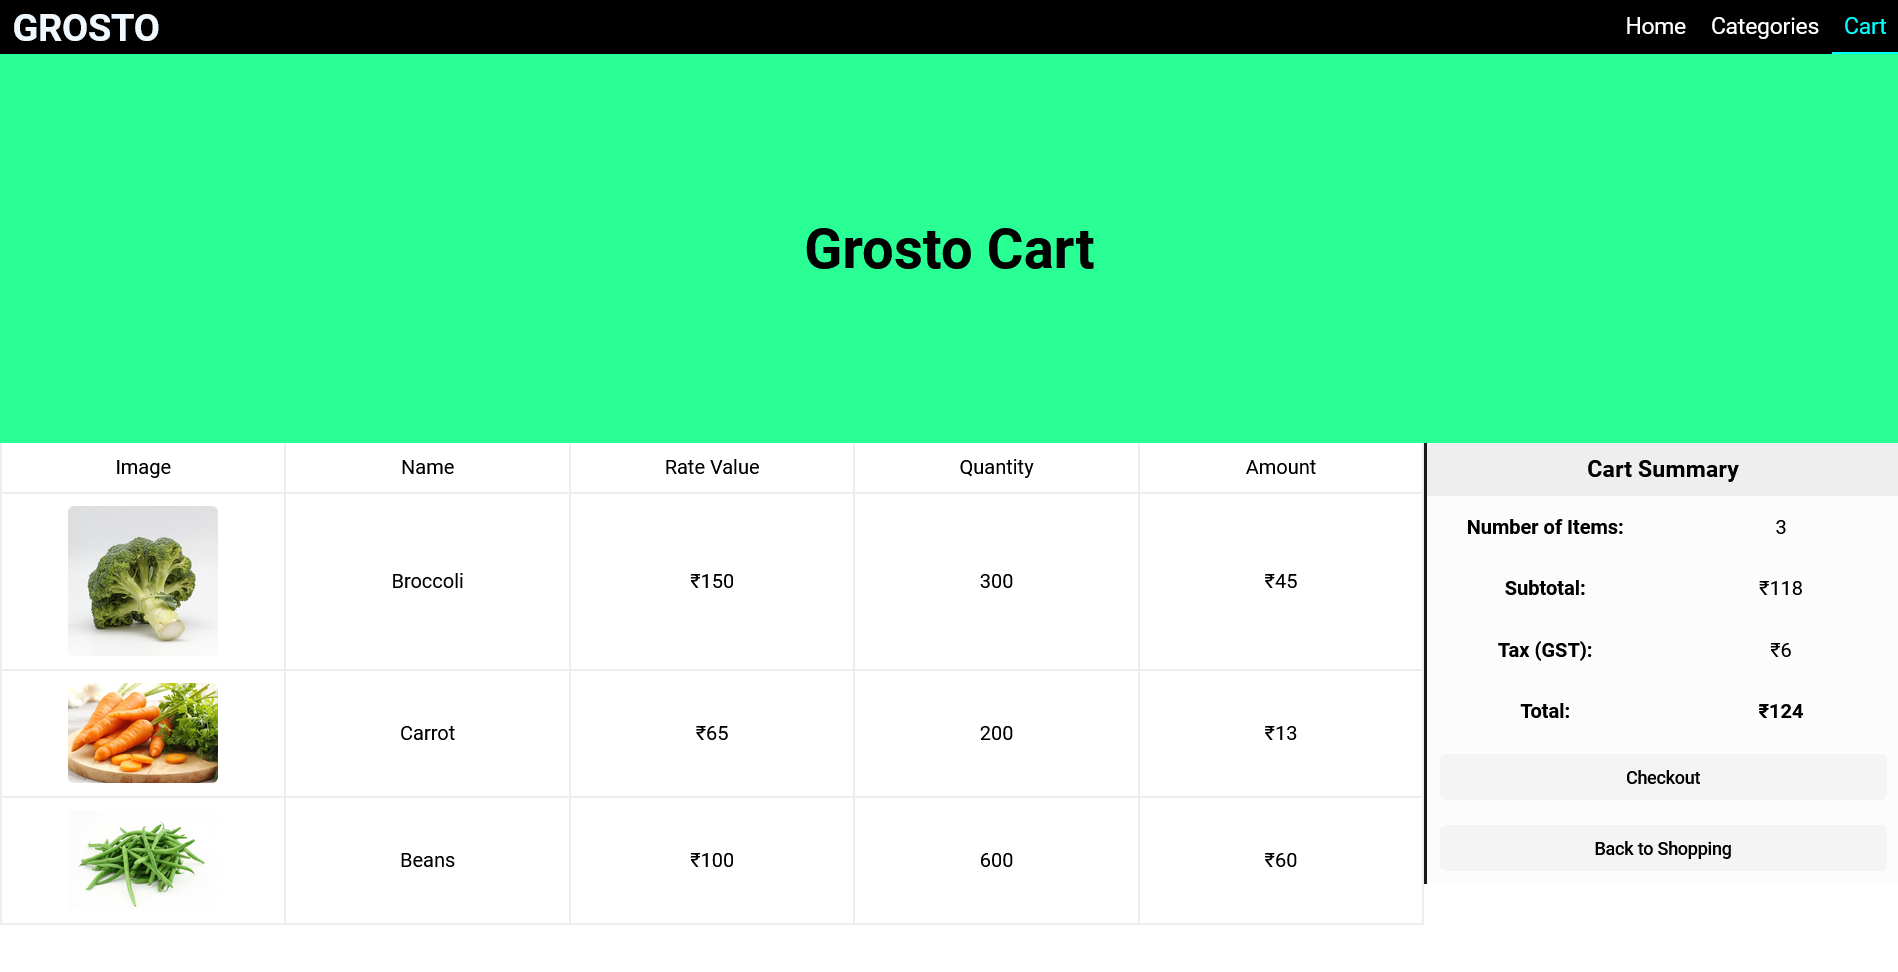 GROSTO
Home Categories Cart
Grosto Cart
Image Name Rate Value Quantity Amount
Broccoli ₹150 300 ₹45
Carrot ₹65 200 ₹13
Beans ₹100 600 ₹60
Cart Summary
Number of Items: 3
Subtotal: ₹118
Tax (GST): ₹6
Total: ₹124
Checkout
Back to Shopping